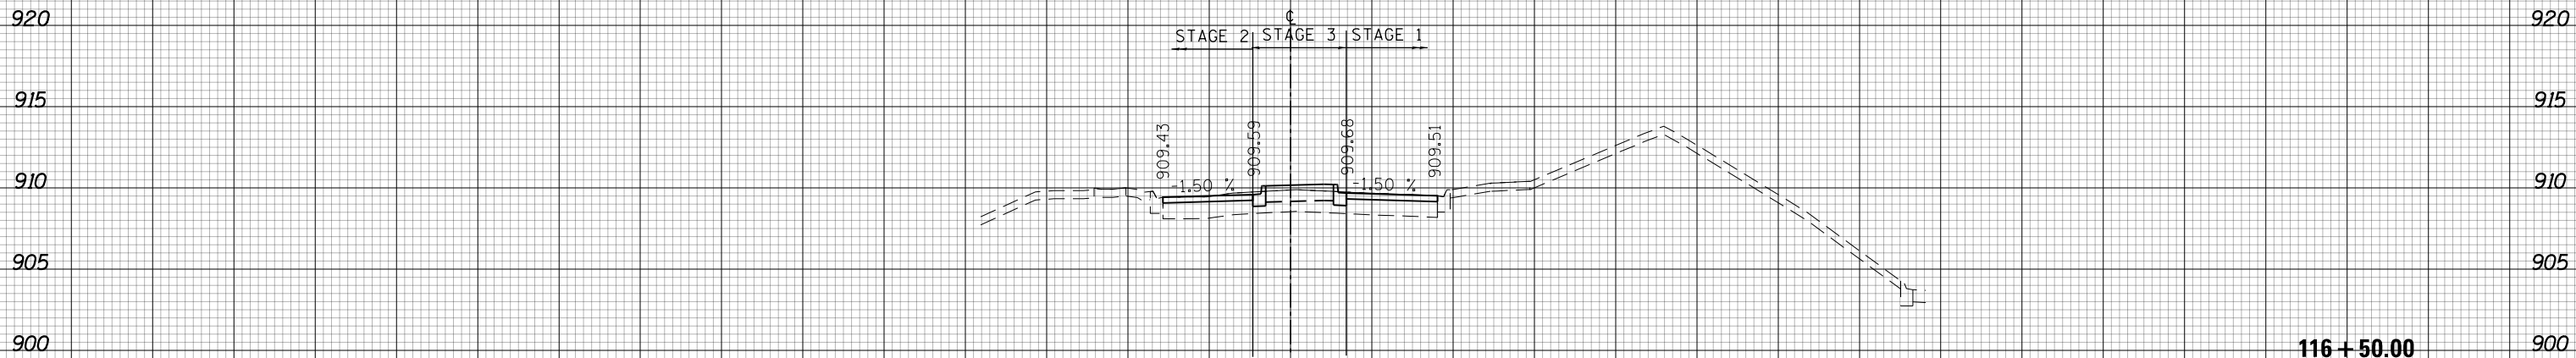 920 920
℄
STAGE 2 STAGE 3 STAGE 1
915 915
909.43 909.59 909.68 909.51
910 -1.50 % -1.50 % 910
905 905
900 116 + 50.00 900